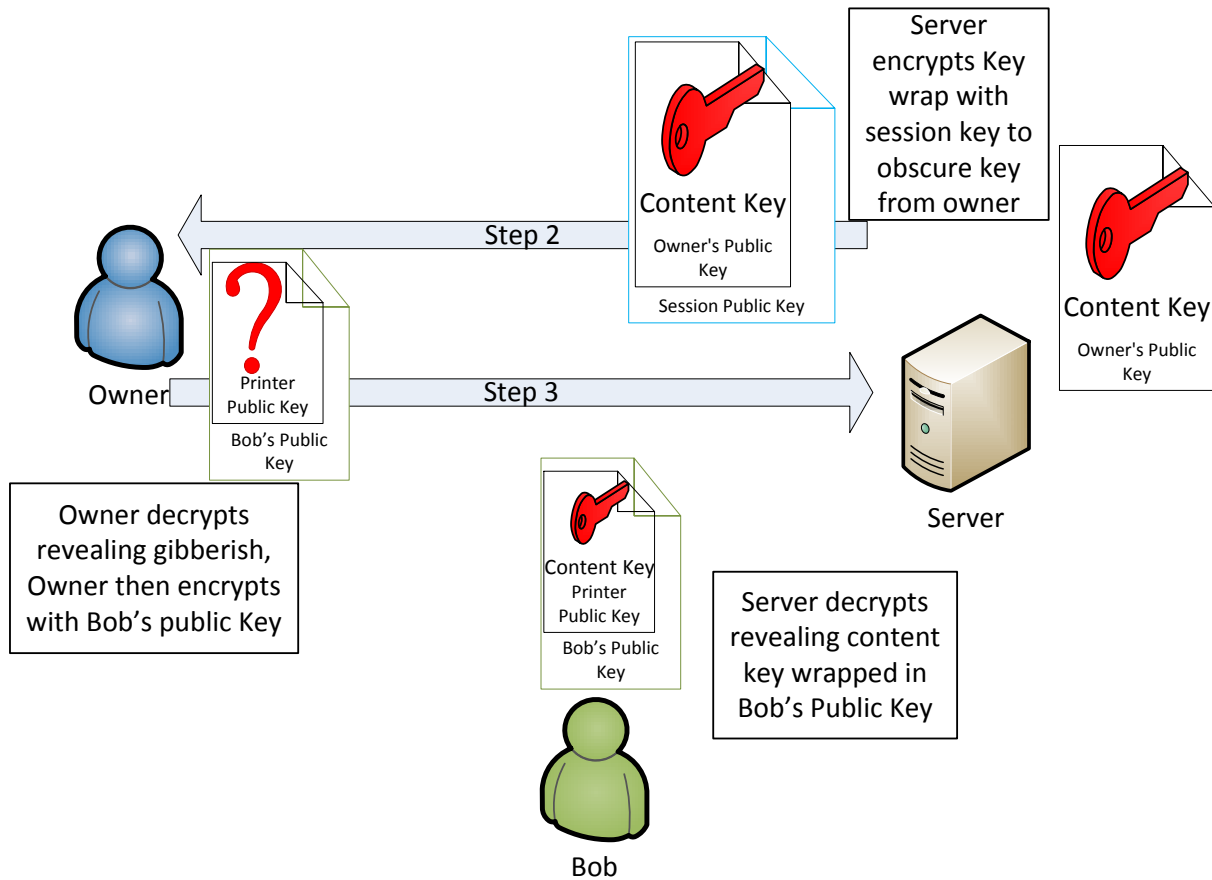 Server
encrypts Key
wrap with
session key to
obscure key
from owner
Content Key
Owner's Public
Key
Session Public Key
Step 2
Content Key
Owner's Public
Key
Owner
Printer
Public Key
Bob’s Public
Key
Step 3
Server
Owner decrypts
revealing gibberish,
Owner then encrypts
with Bob’s public Key
Content Key
Printer
Public Key
Bob’s Public
Key
Server decrypts
revealing content
key wrapped in
Bob’s Public Key
Bob
?